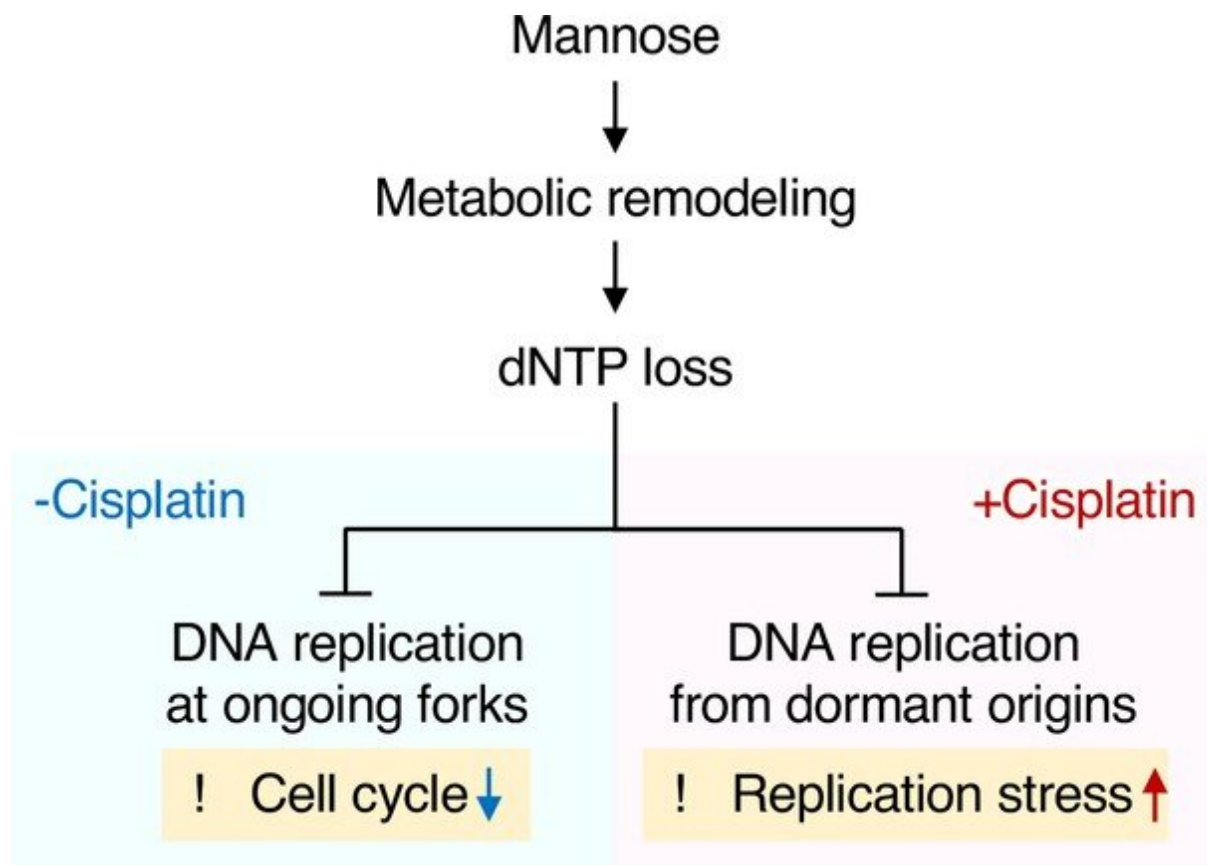 Mannose
Metabolic remodeling
dNTP loss
-Cisplatin
+Cisplatin
DNA replication
at ongoing forks
! Cell cycle↓
DNA replication
from dormant origins
! Replication stress↑